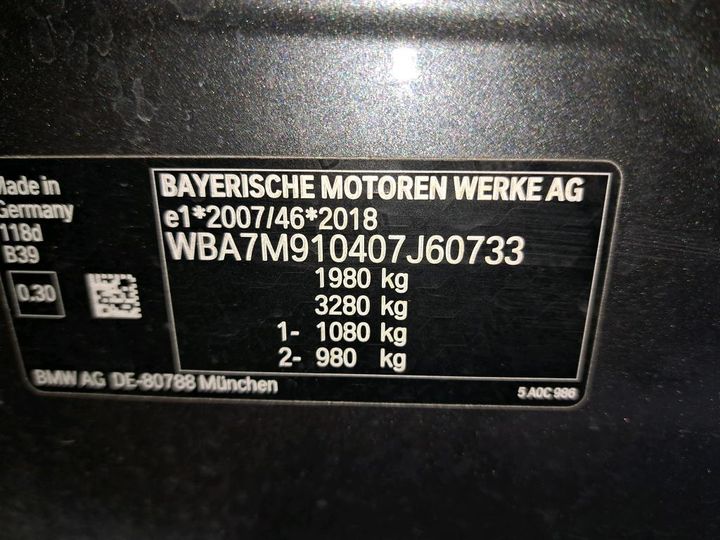 Made in
Germany
118d
B39
0.30
BAYERISCHE MOTOREN WERKE AG
e1*2007/46*2018
WBA7M910407J60733
1980 kg
3280 kg
1- 1080 kg
2- 980 kg
BMW AG DE-80788 München
5 A0C 986